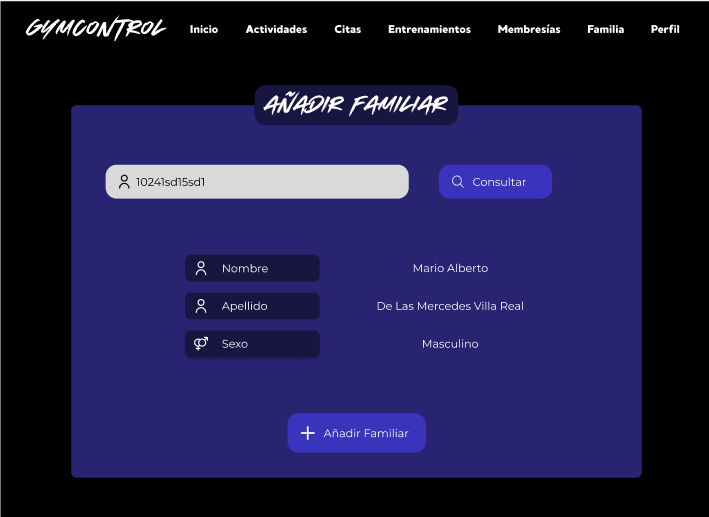 GYMCONTROL Inicio Actividades Citas Entrenamientos Membresías Familia Perfil
AÑADIR FAMILIAR
10241sd15sd1 Consultar
Nombre Mario Alberto
Apellido De Las Mercedes Villa Real
Sexo Masculino
Añadir Familiar